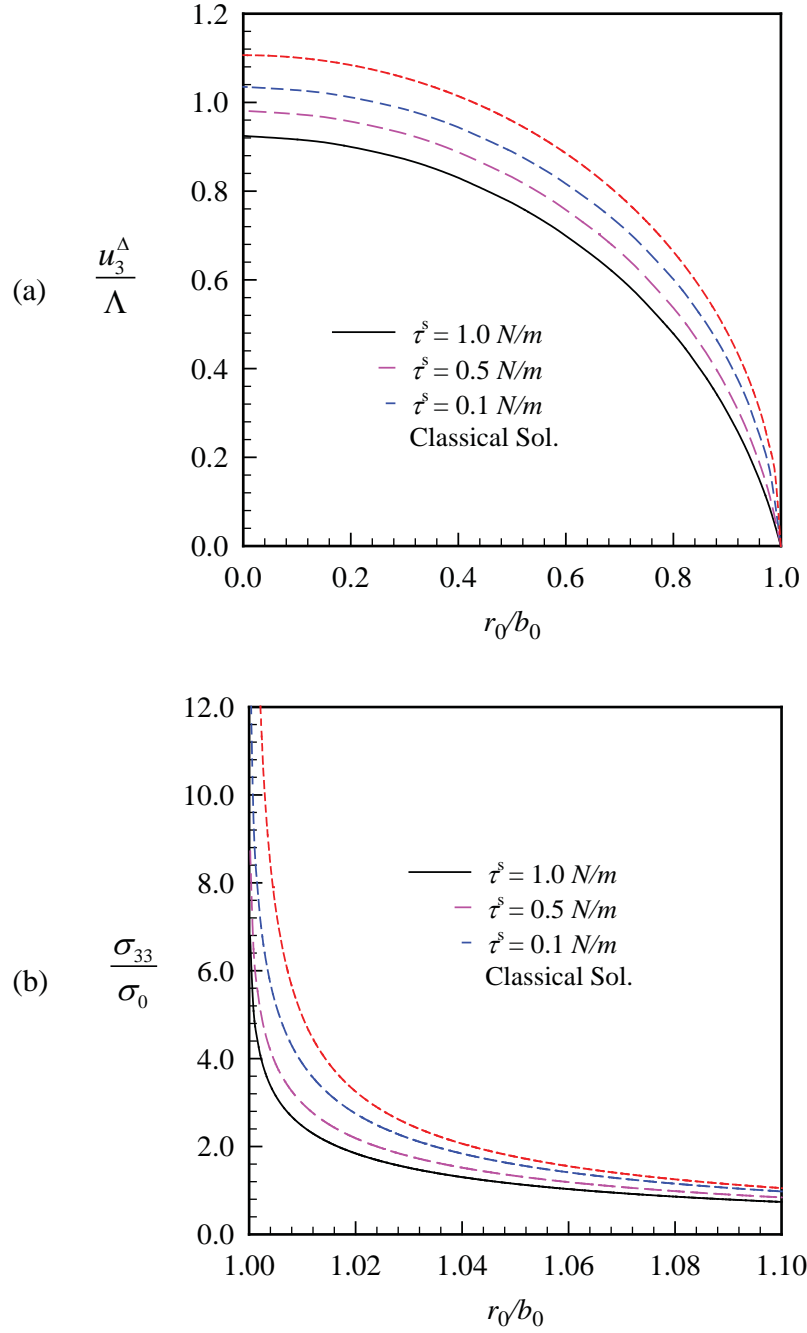 1.2
1.0
0.8
0.6
0.4
0.2
0.0
(a)
u₃^Δ
Λ
τˢ = 1.0 N/m
τˢ = 0.5 N/m
τˢ = 0.1 N/m
Classical Sol.
0.0 0.2 0.4 0.6 0.8 1.0
r₀/b₀
12.0
10.0
8.0
6.0
4.0
2.0
0.0
(b)
σ₃₃
σ₀
τˢ = 1.0 N/m
τˢ = 0.5 N/m
τˢ = 0.1 N/m
Classical Sol.
1.00 1.02 1.04 1.06 1.08 1.10
r₀/b₀